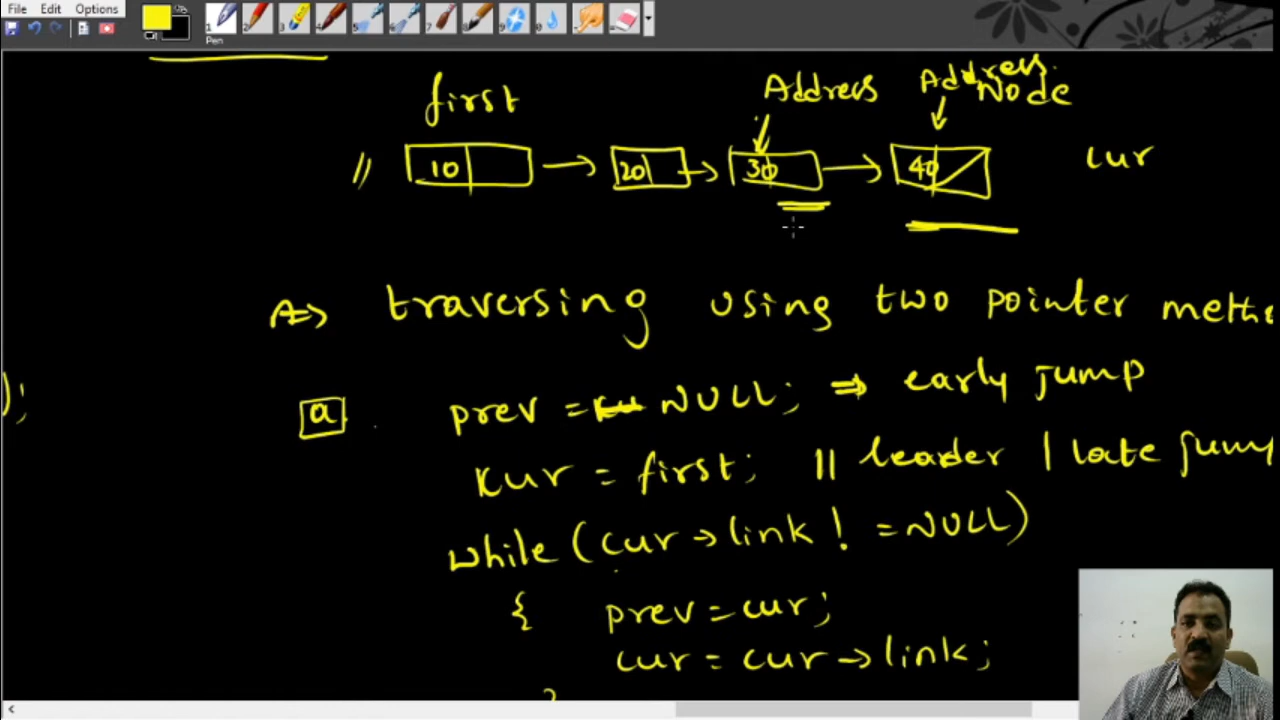 File Edit Options
Pen
first Address Address. Node
// 10 20 30 40 cur
A=> traversing using two pointer metho
);
a. prev = NULL; => early jump
cur = first; || leader | late jump
while (cur->link! =NULL)
{ prev=cur;
cur = cur->link;
}